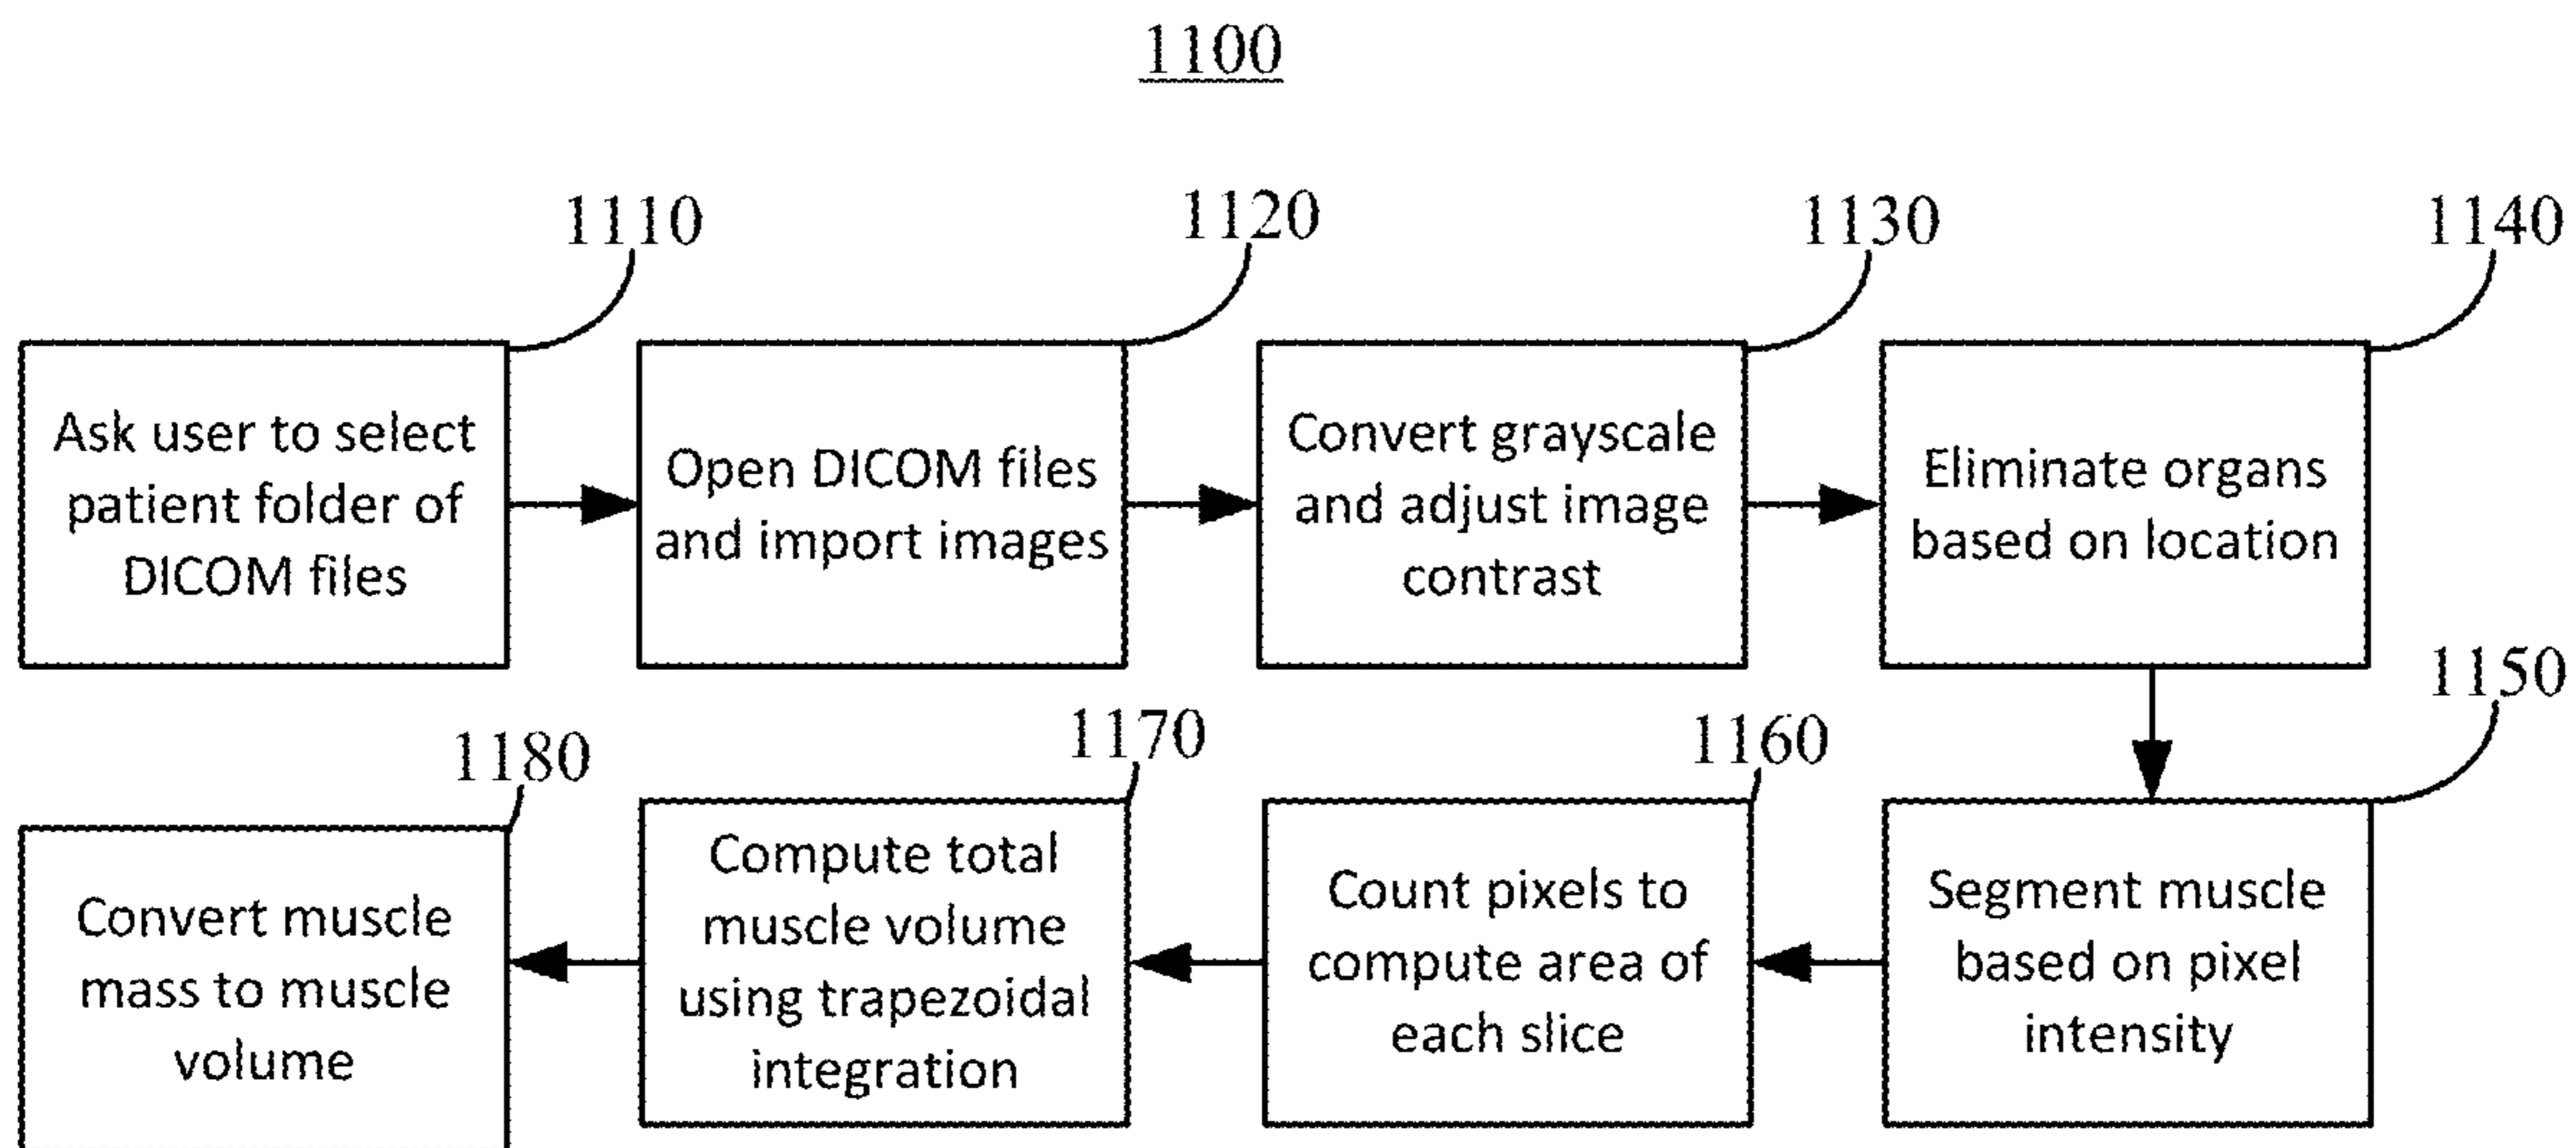 1100
1110
1120
1130
1140
Ask user to select
patient folder of
DICOM files
Open DICOM files
and import images
Convert grayscale
and adjust image
contrast
Eliminate organs
based on location
1150
1160
1170
1180
Segment muscle
based on pixel
intensity
Count pixels to
compute area of
each slice
Compute total
muscle volume
using trapezoidal
integration
Convert muscle
mass to muscle
volume